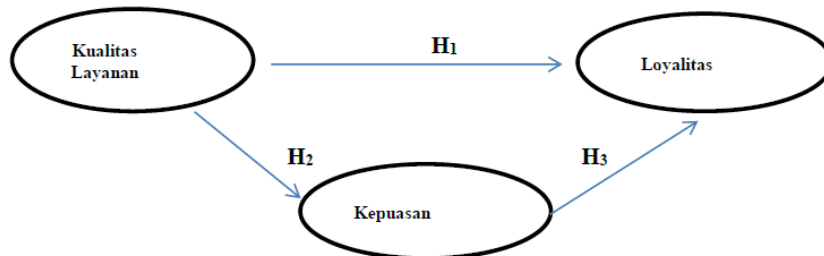 Kualitas
Layanan
H1
Loyalitas
H2
H3
Kepuasan